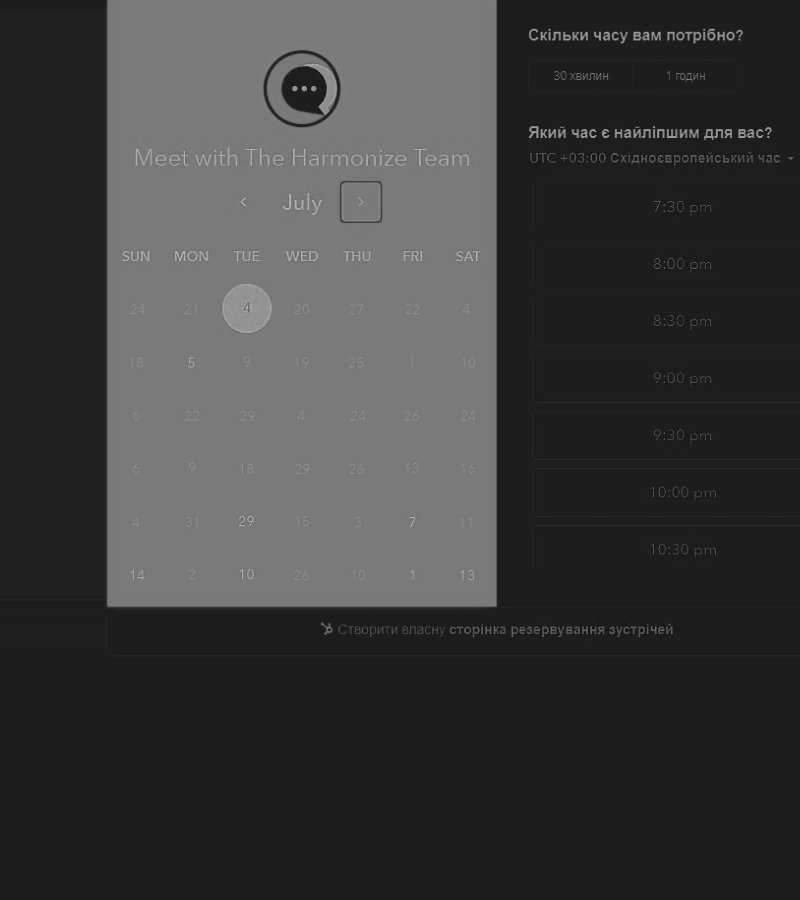 Meet with The Harmonize Team
July
SUN MON TUE WED THU FRI SAT
24 21 4 20 27 22 4
18 5 9 19 25 1 10
6 22 29 4 24 26 24
6 9 18 29 26 13 16
4 31 29 15 3 7 11
14 2 10 26 10 1 13
Скільки часу вам потрібно?
30 хвилин 1 годин
Який час є найліпшим для вас?
UTC +03:00 Східноєвропейський час
7:30 pm
8:00 pm
8:30 pm
9:00 pm
9:30 pm
10:00 pm
10:30 pm
Створити власну сторінка резервування зустрічей